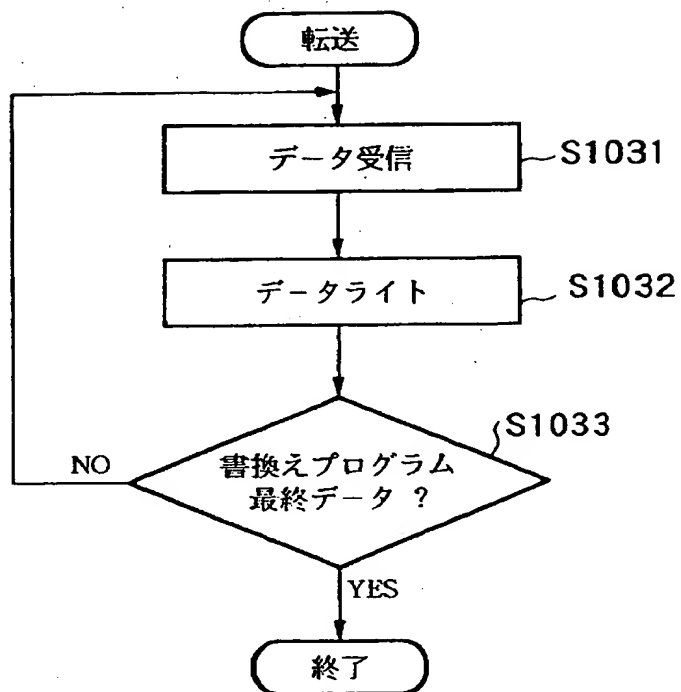 転送
データ受信
S1031
データライト
S1032
S1033
書換えプログラム
最終データ ?
NO
YES
終了